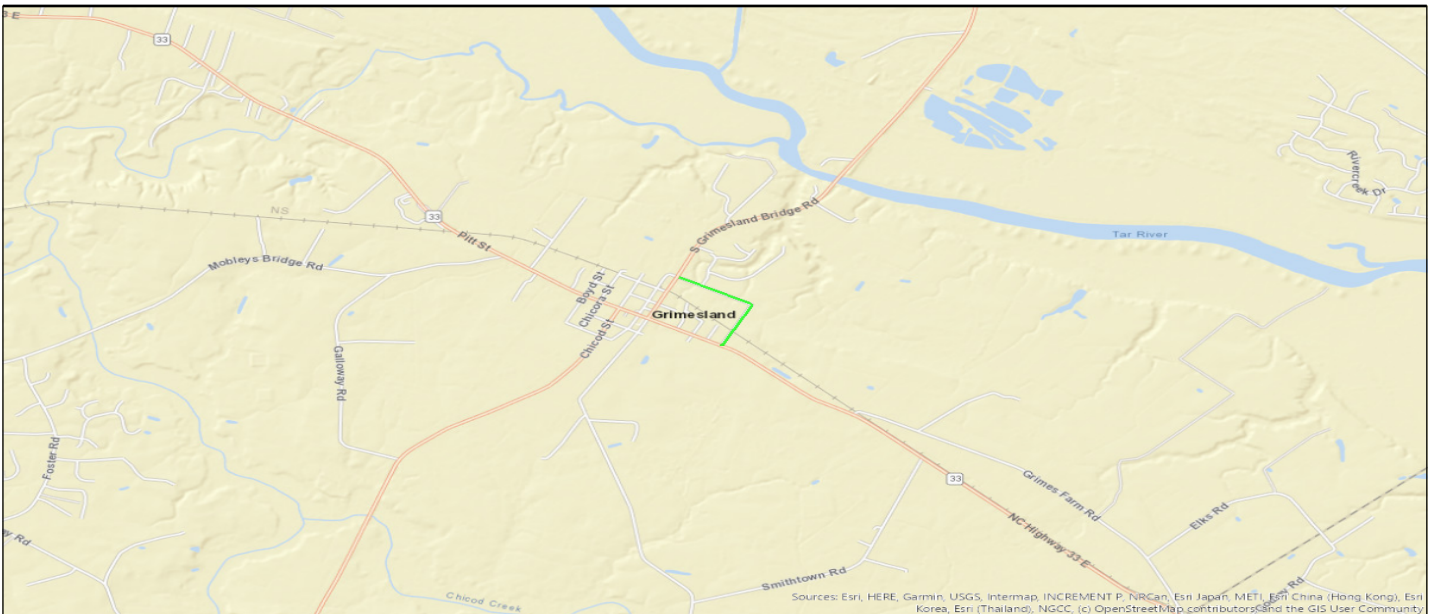 3 E
33
Rivercreek Dr
33
NS
S Grimesland Bridge Rd
Tar River
Pitt St
Mobleys Bridge Rd
Boyd St
Chicora St
Grimesland
Chicod St
Galloway Rd
Foster Rd
33
Grimes Farm Rd
Elks Rd
NC Highway 33 E
Rd
Smithtown Rd
Rd
Chicod Creek
Sources: Esri, HERE, Garmin, USGS, Intermap, INCREMENT P, NRCan, Esri Japan, METI, Esri China (Hong Kong), Esri
Korea, Esri (Thailand), NGCC, (c) OpenStreetMap contributors, and the GIS User Community